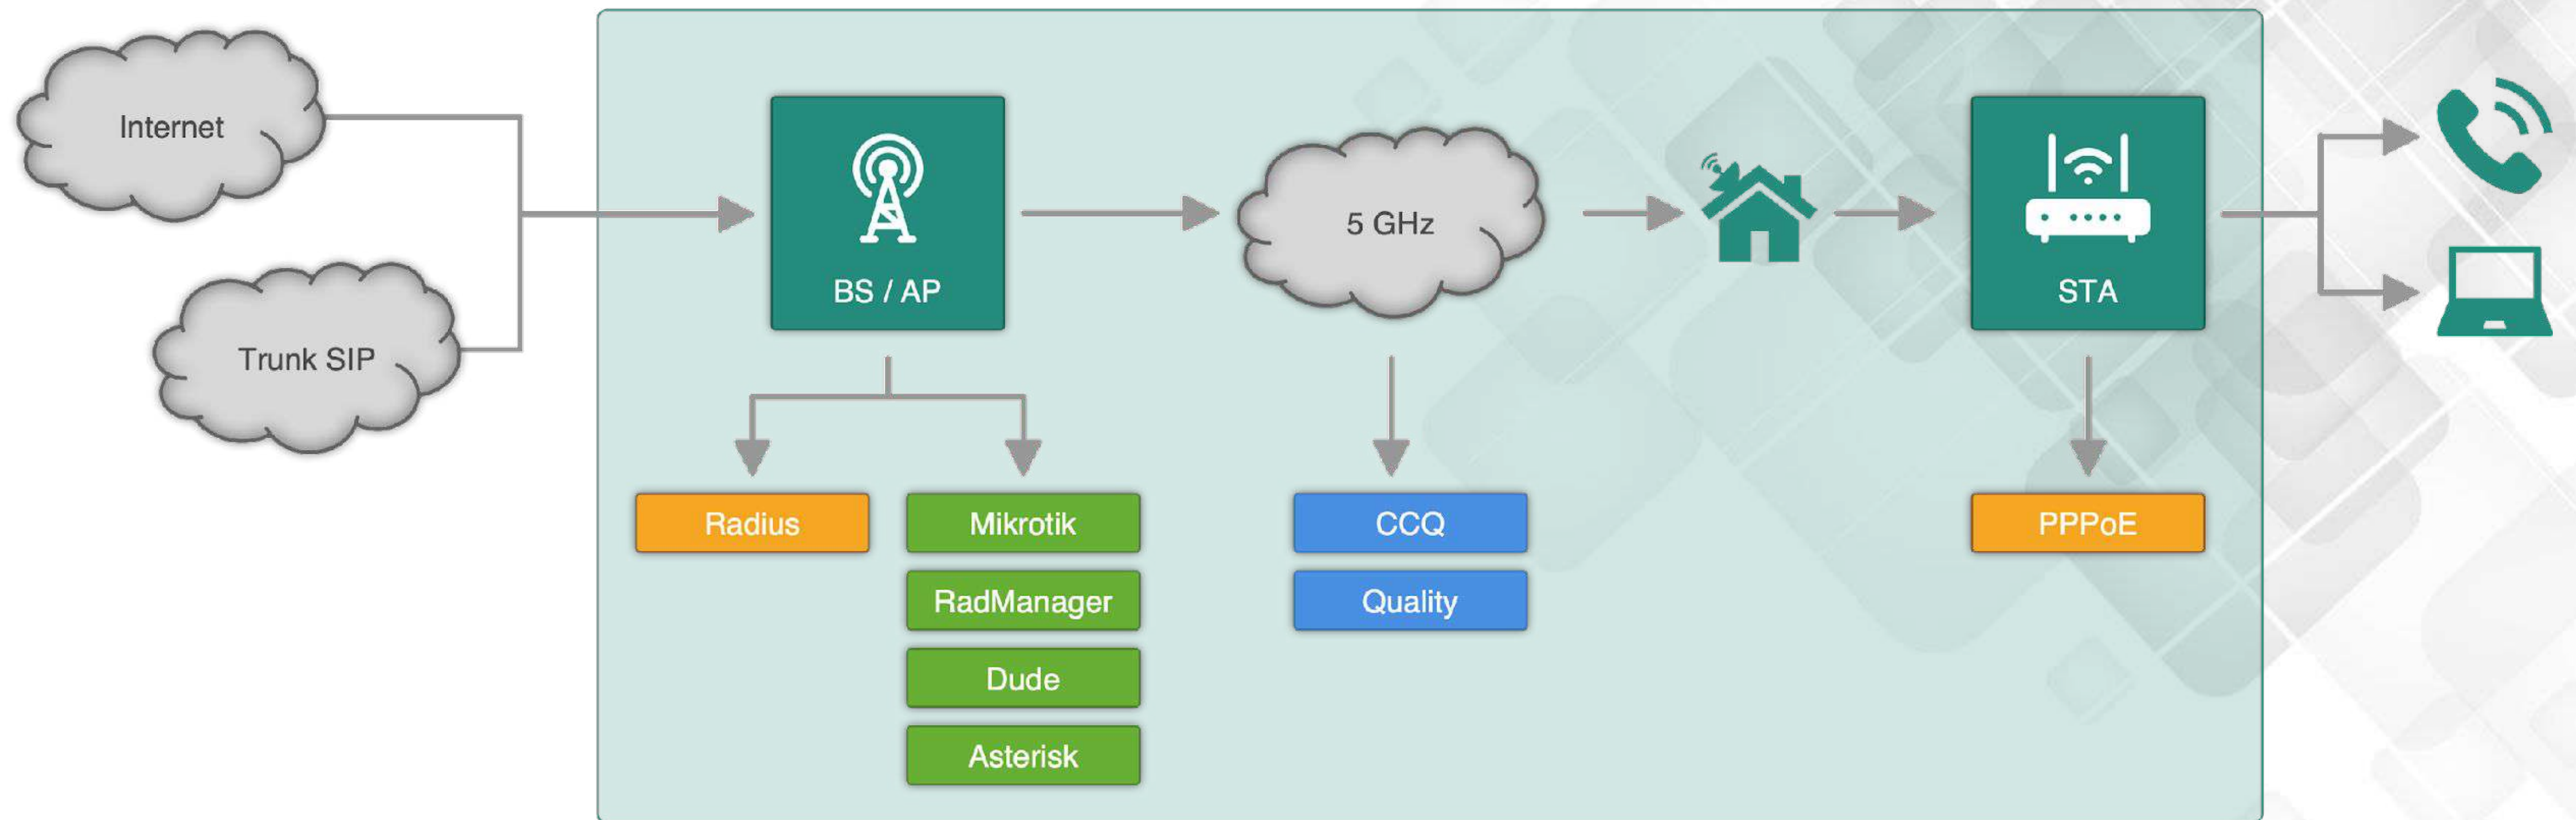 Internet
Trunk SIP
BS / AP
5 GHz
STA
Radius
Mikrotik
RadManager
Dude
Asterisk
CCQ
Quality
PPPoE